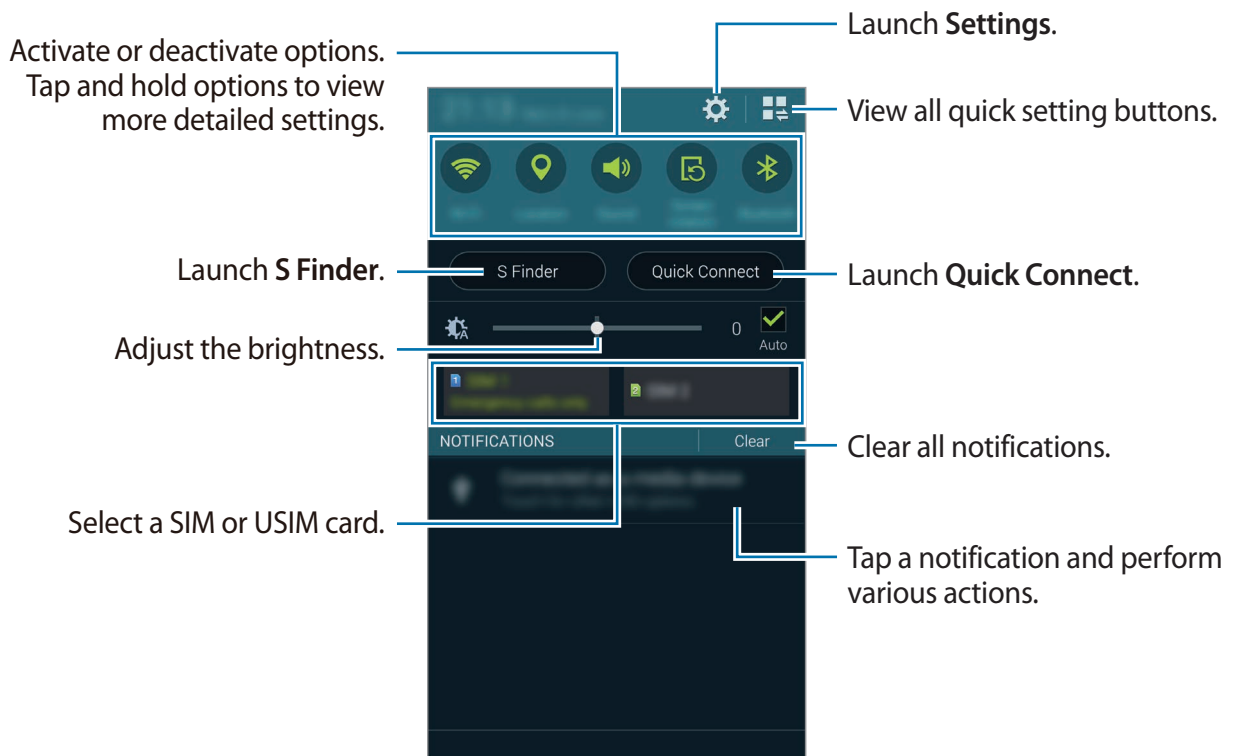 Launch Settings.
Activate or deactivate options.
Tap and hold options to view
more detailed settings.
View all quick setting buttons.
Launch S Finder.
S Finder
Quick Connect
Launch Quick Connect.
A
0
Auto
Adjust the brightness.
1
2
NOTIFICATIONS
Clear
Clear all notifications.
Select a SIM or USIM card.
Tap a notification and perform
various actions.